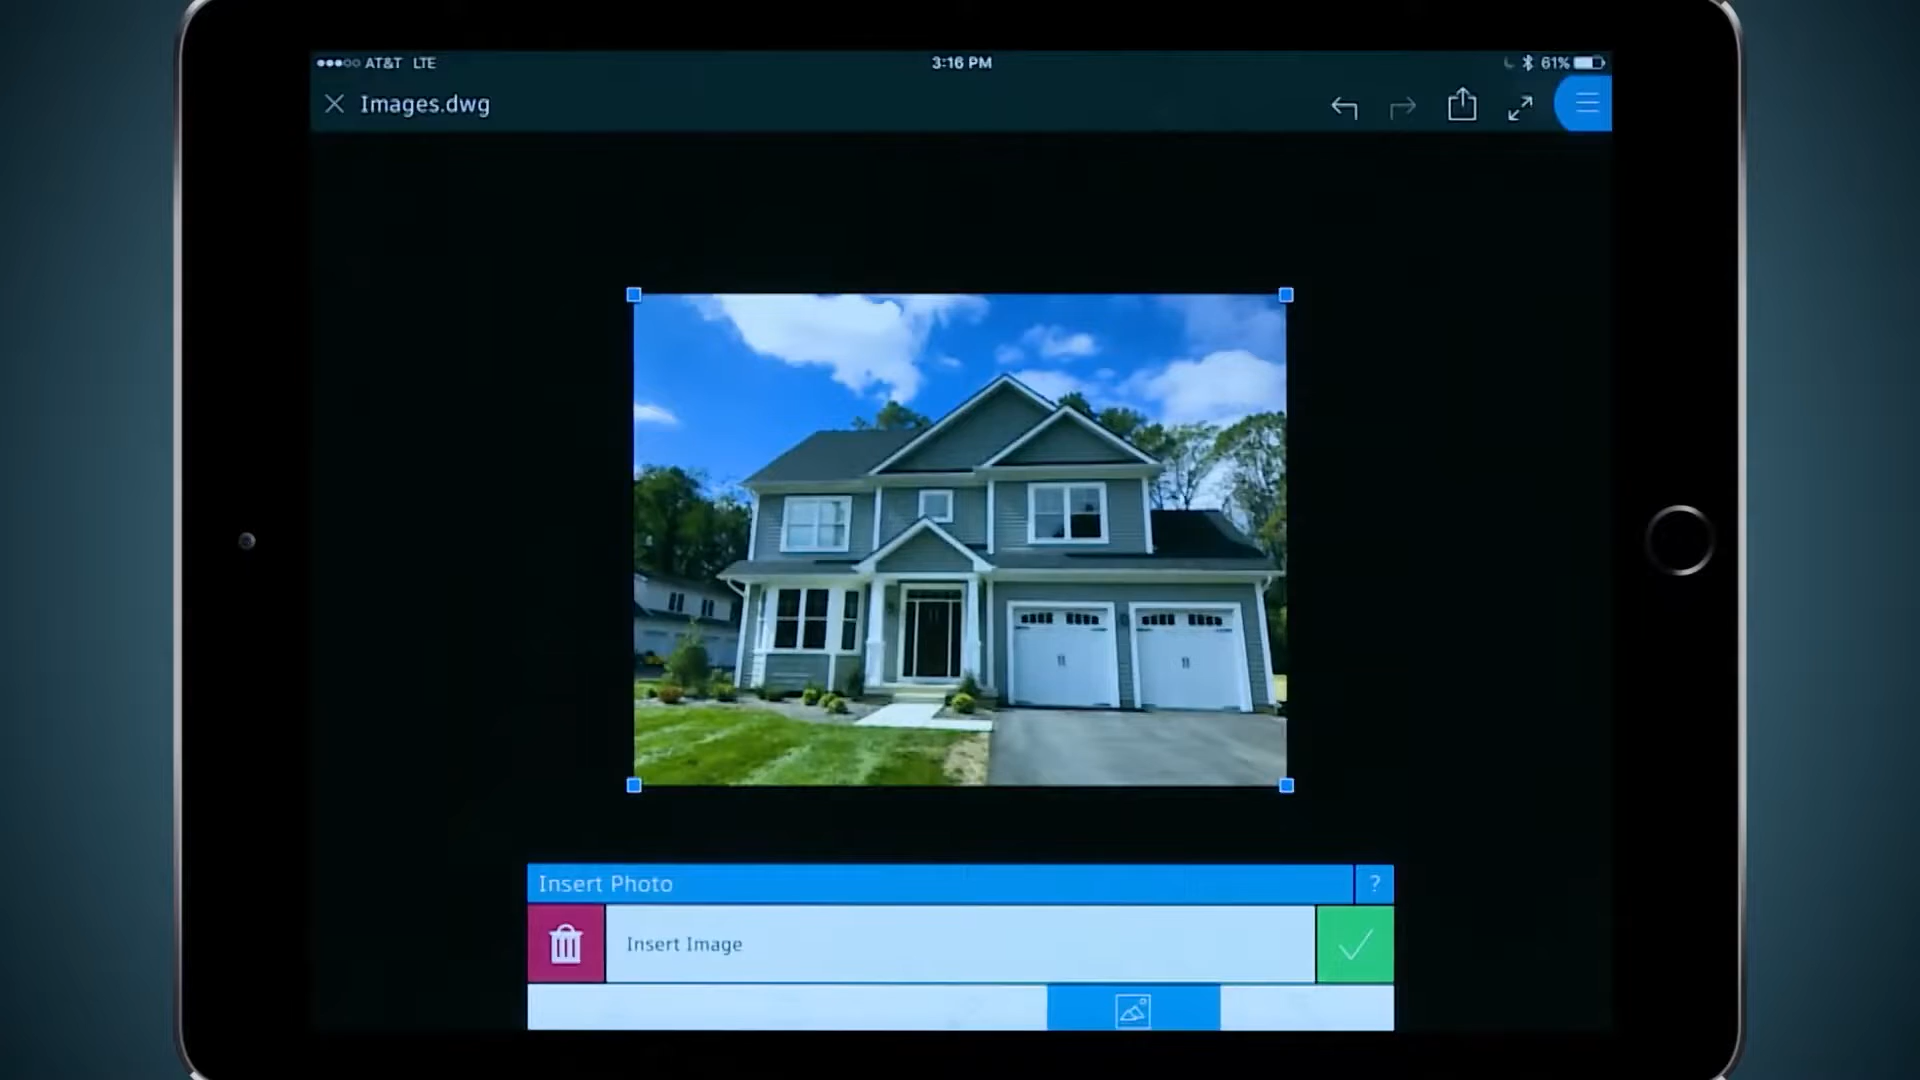 AT&T LTE
3:16 PM
61%
Images.dwg
Insert Photo
?
Insert Image